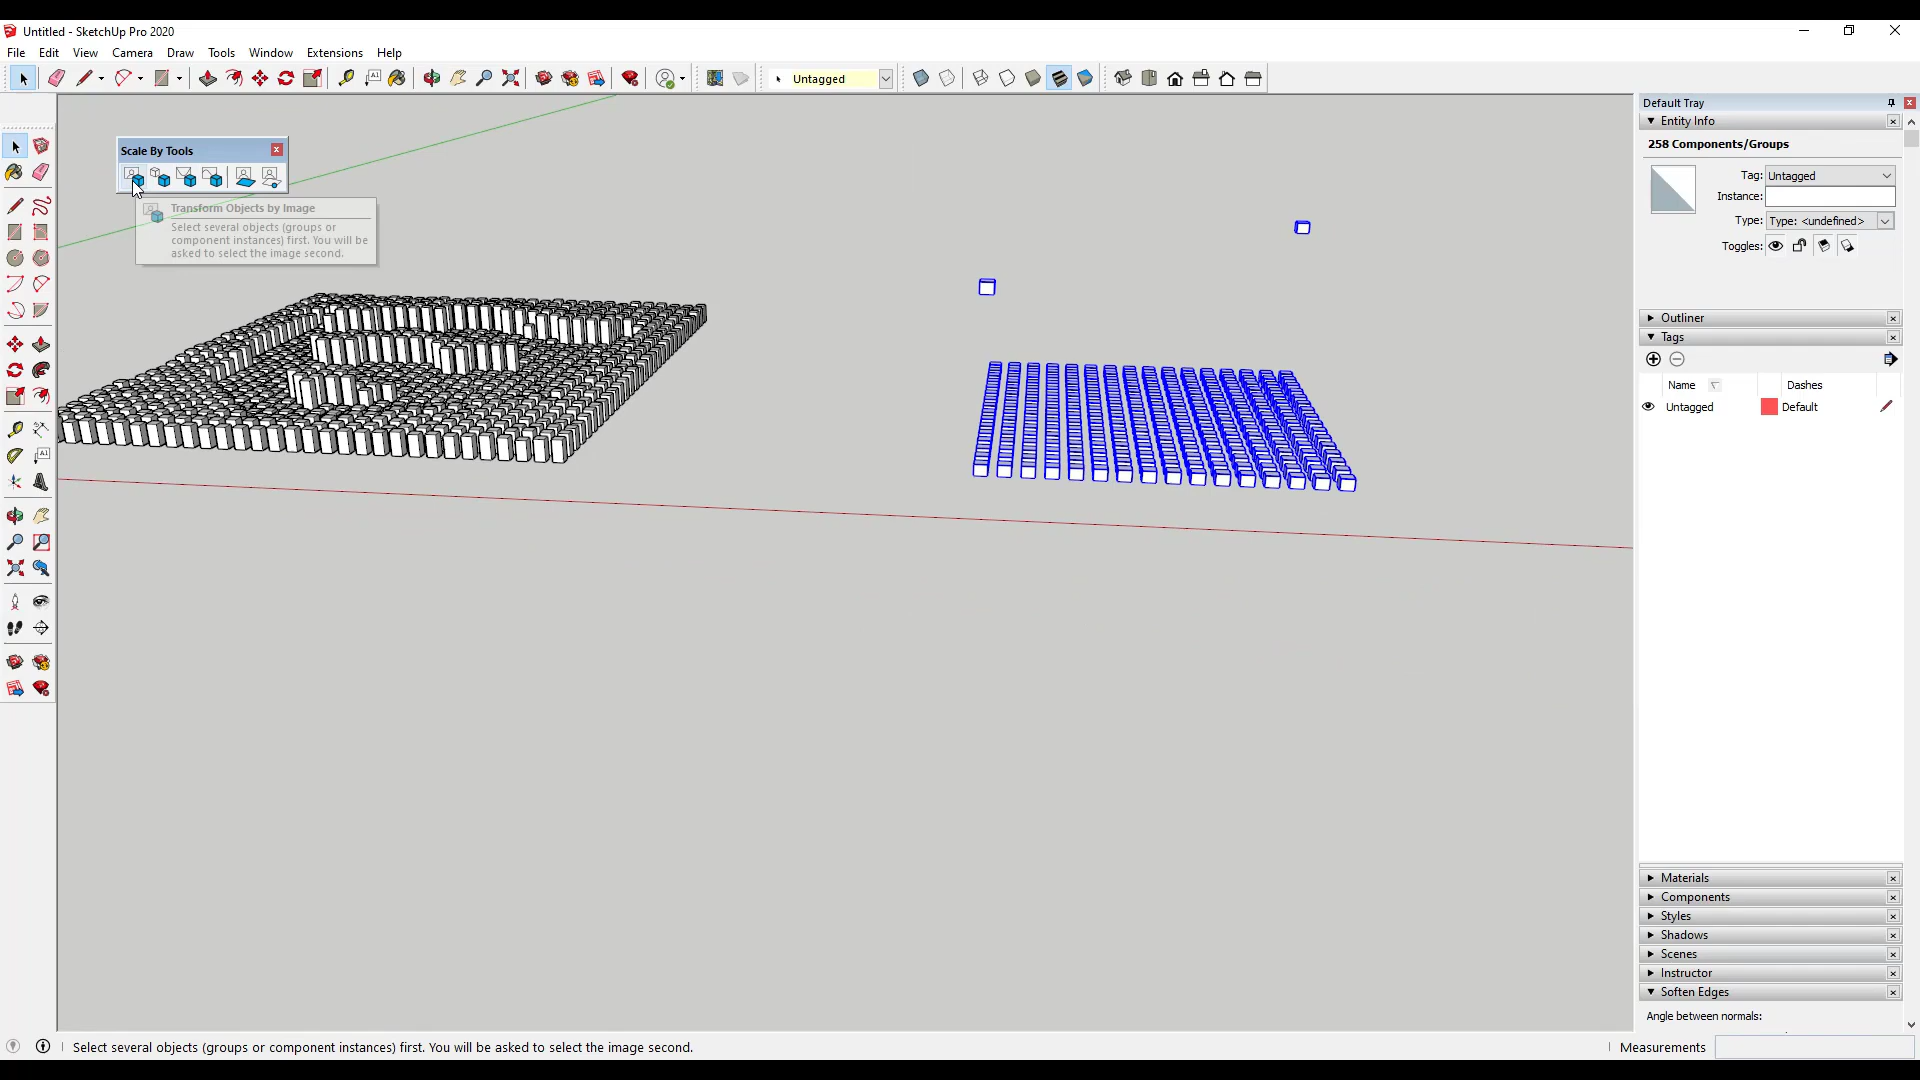 Untitled - SketchUp Pro 2020
File Edit View Camera Draw Tools Window Extensions Help
Untagged
Default Tray
Entity Info
258 Components/Groups
Tag: Untagged
Instance:
Type: Type: <undefined>
Toggles:
Outliner
Tags
Name Dashes
Untagged Default
Scale By Tools
Transform Objects by Image
Select several objects (groups or
component instances) first. You will be
asked to select the image second.
Materials
Components
Styles
Shadows
Scenes
Instructor
Soften Edges
Angle between normals:
Select several objects (groups or component instances) first. You will be asked to select the image second.
Measurements